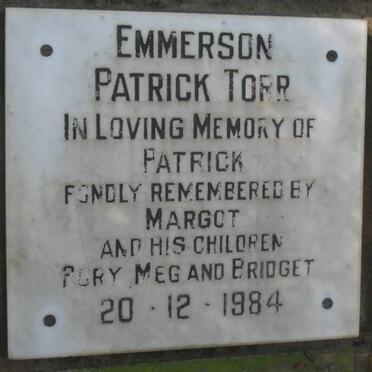 EMMERSON
PATRICK TORR
IN LOVING MEMORY OF
PATRICK
FONDLY REMEMBERED BY
MARGOT
AND HIS CHILDREN
RORY MEG AND BRIDGET
20 · 12 · 1984